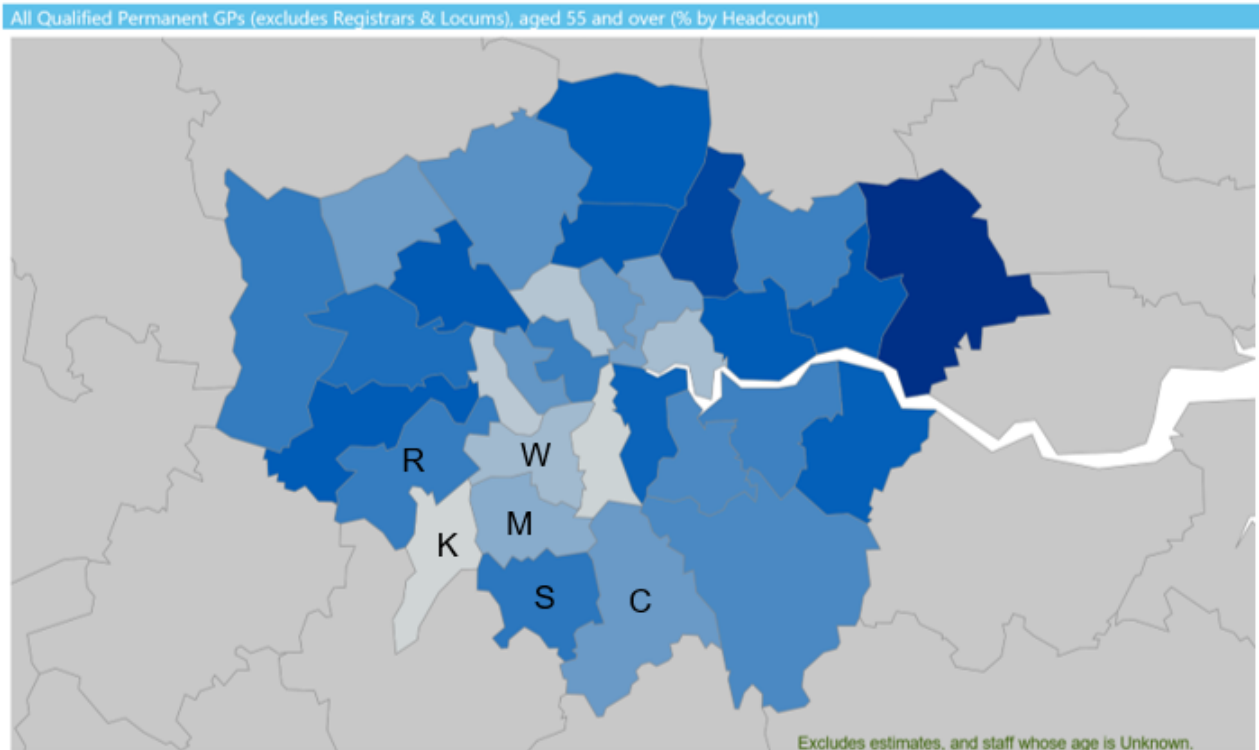 All Qualified Permanent GPs (excludes Registrars & Locums), aged 55 and over (% by Headcount)
R
W
M
K
S
C
Excludes estimates, and staff whose age is Unknown.